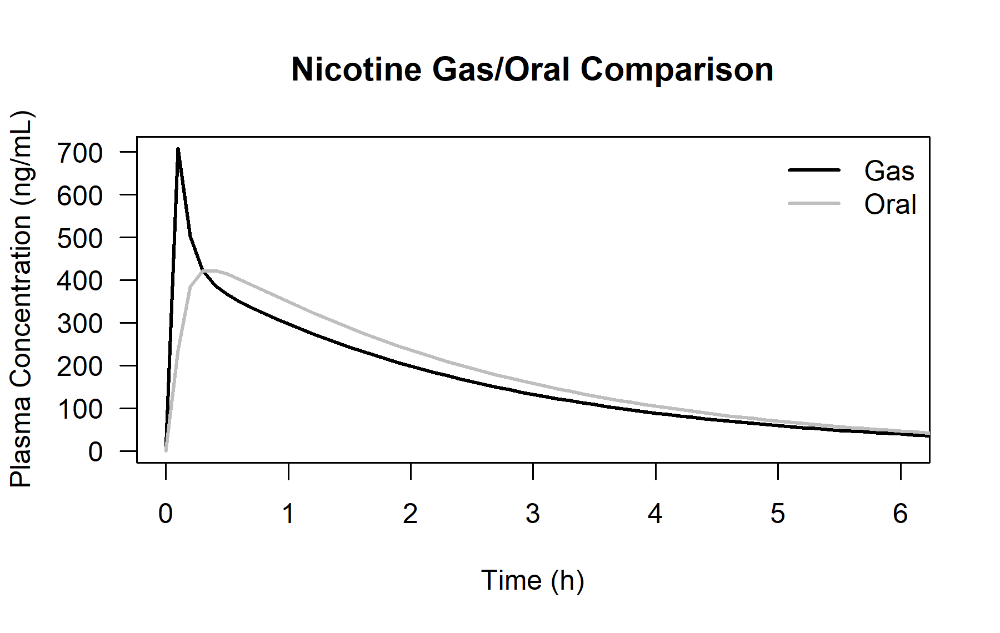 Nicotine Gas/Oral Comparison
Plasma Concentration (ng/mL)
700
600
500
400
300
200
100
0
Gas
Oral
0 1 2 3 4 5 6
Time (h)